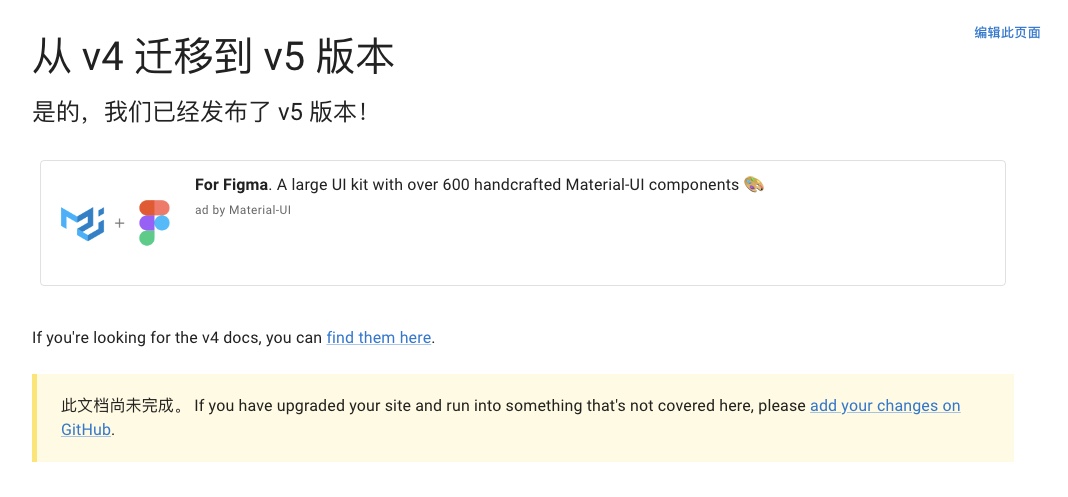 编辑此页面
从 v4 迁移到 v5 版本
是的，我们已经发布了 v5 版本！
For Figma. A large UI kit with over 600 handcrafted Material-UI components 🎨
ad by Material-UI
+
If you're looking for the v4 docs, you can find them here.
此文档尚未完成。 If you have upgraded your site and run into something that's not covered here, please add your changes on
GitHub.